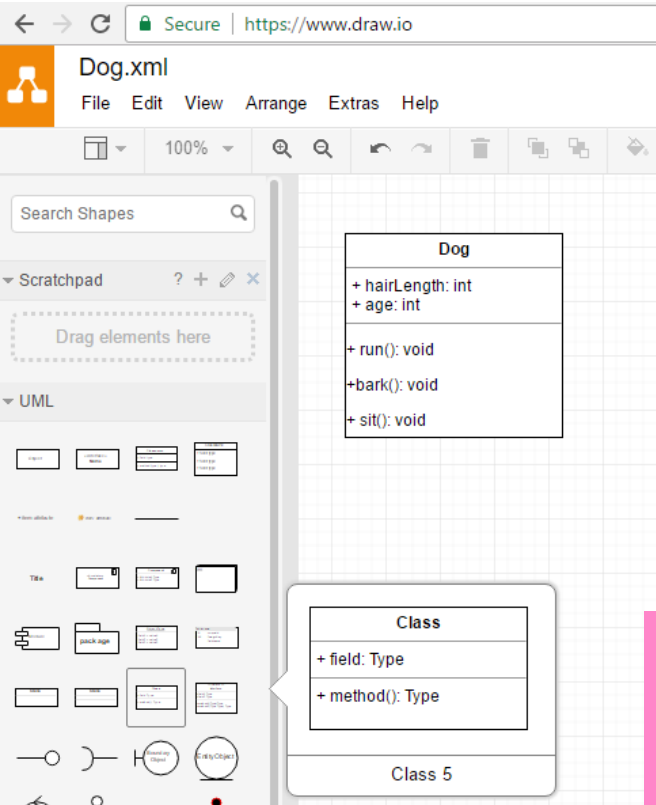 Secure | https://www.draw.io
Dog.xml
File Edit View Arrange Extras Help
100%
Search Shapes
Scratchpad ? +
Drag elements here
UML
Title
package
Entity Object
Dog
+ hairLength: int
+ age: int
+ run(): void
+bark(): void
+ sit(): void
Class
+ field: Type
+ method(): Type
Class 5